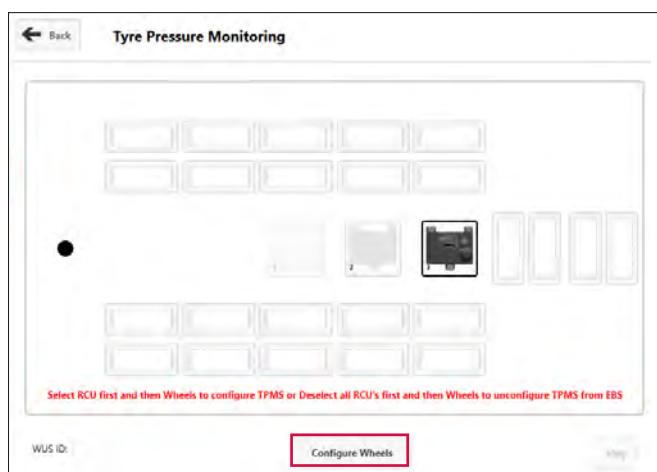 Back
Tyre Pressure Monitoring
1
2
3
Select RCU first and then Wheels to configure TPMS or Deselect all RCU's first and then Wheels to unconfigure TPMS from EBS
WUS ID:
Configure Wheels